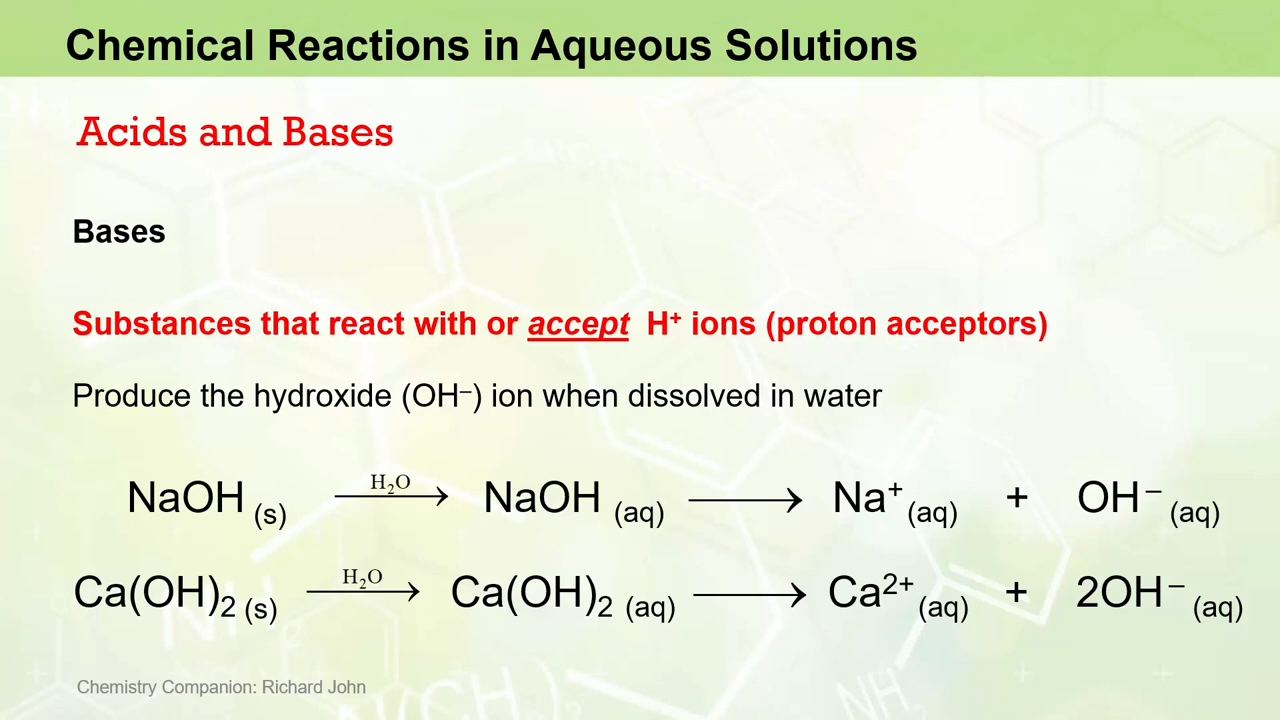 Chemical Reactions in Aqueous Solutions
Acids and Bases
Bases
Substances that react with or accept H⁺ ions (proton acceptors)
Produce the hydroxide (OH⁻) ion when dissolved in water
NaOH (s) —H₂O→ NaOH (aq) ⟶ Na⁺ (aq) + OH⁻ (aq)
Ca(OH)₂ (s) —H₂O→ Ca(OH)₂ (aq) ⟶ Ca²⁺ (aq) + 2OH⁻ (aq)
Chemistry Companion: Richard John
NH